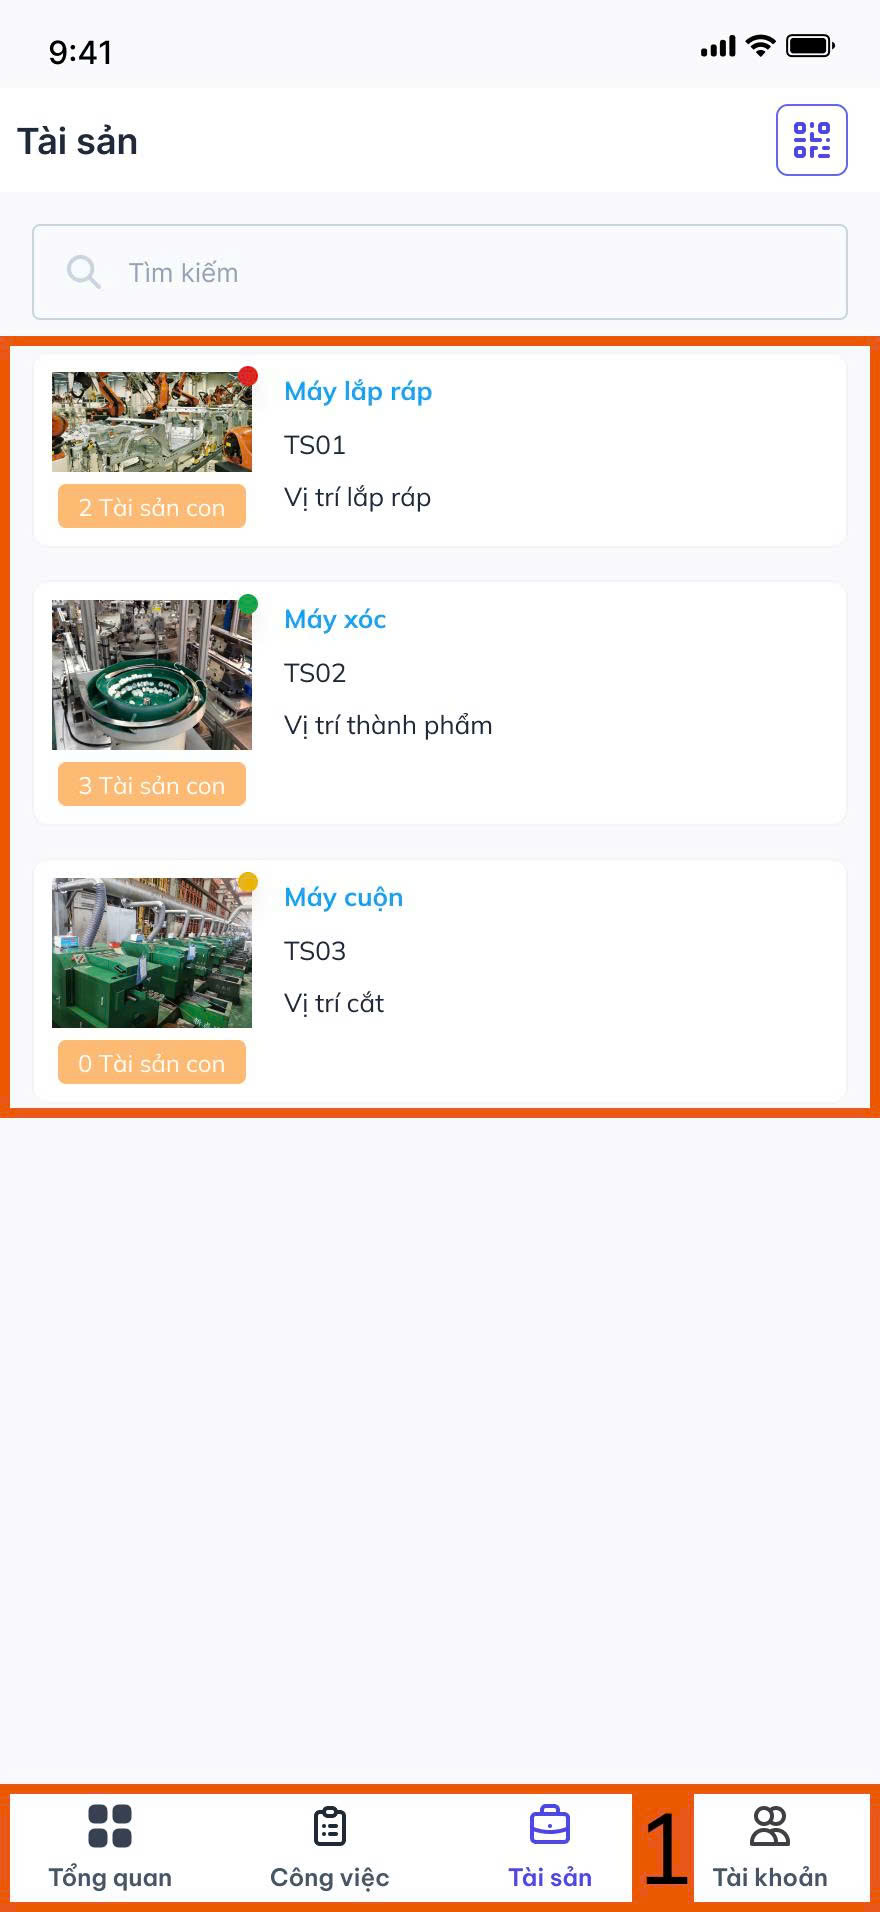 9:41
Tài sản
Tìm kiếm
Máy lắp ráp
TS01
Vị trí lắp ráp
2 Tài sản con
Máy xóc
TS02
Vị trí thành phẩm
3 Tài sản con
Máy cuộn
TS03
Vị trí cắt
0 Tài sản con
1
Tổng quan Công việc Tài sản Tài khoản